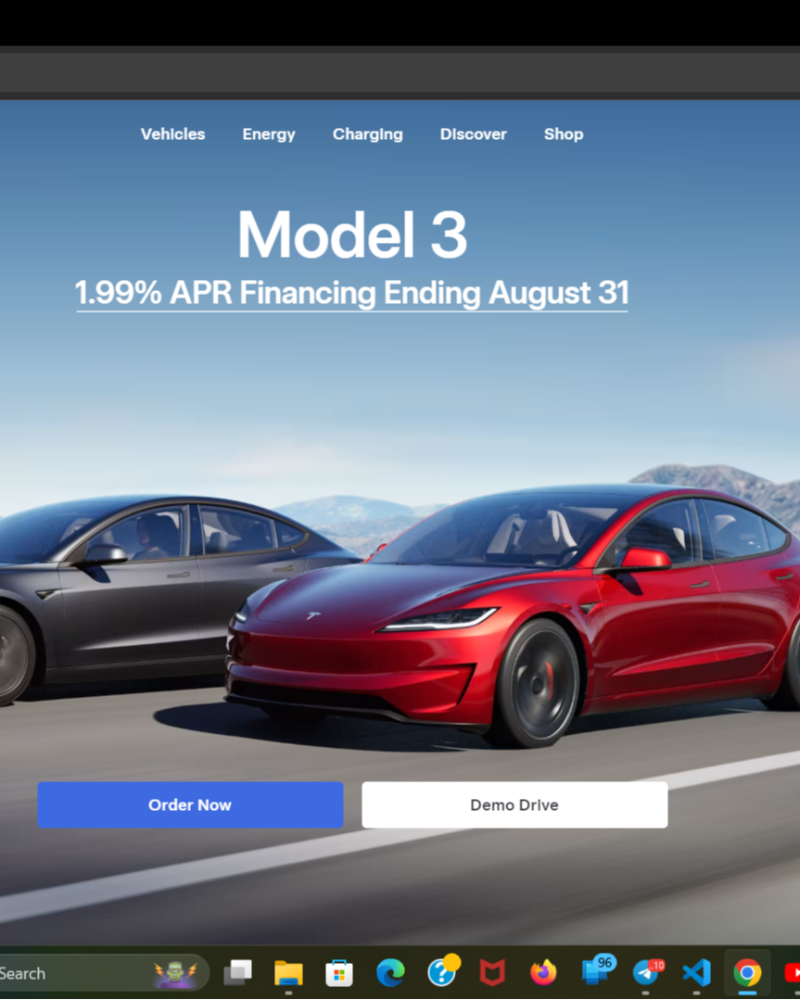 Vehicles Energy Charging Discover Shop
Model 3
1.99% APR Financing Ending August 31
Order Now Demo Drive
Search 96 10